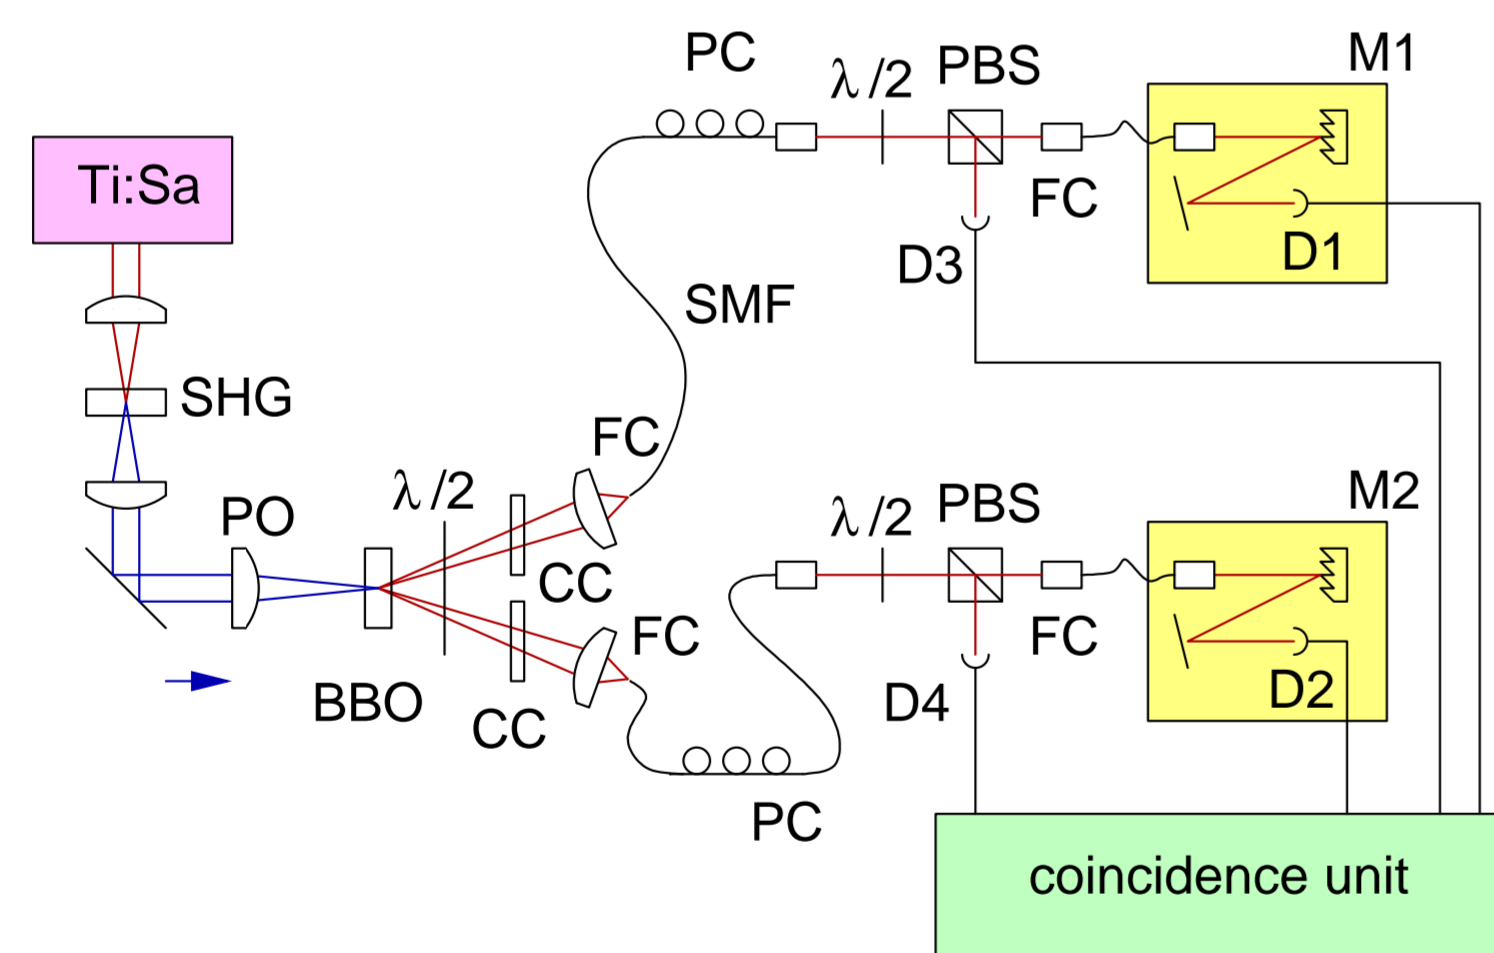 PC
λ/2
PBS
M1
Ti:Sa
FC
D1
D3
SMF
SHG
FC
λ/2
PO
λ/2
PBS
M2
CC
FC
FC
BBO
CC
D4
D2
PC
coincidence unit